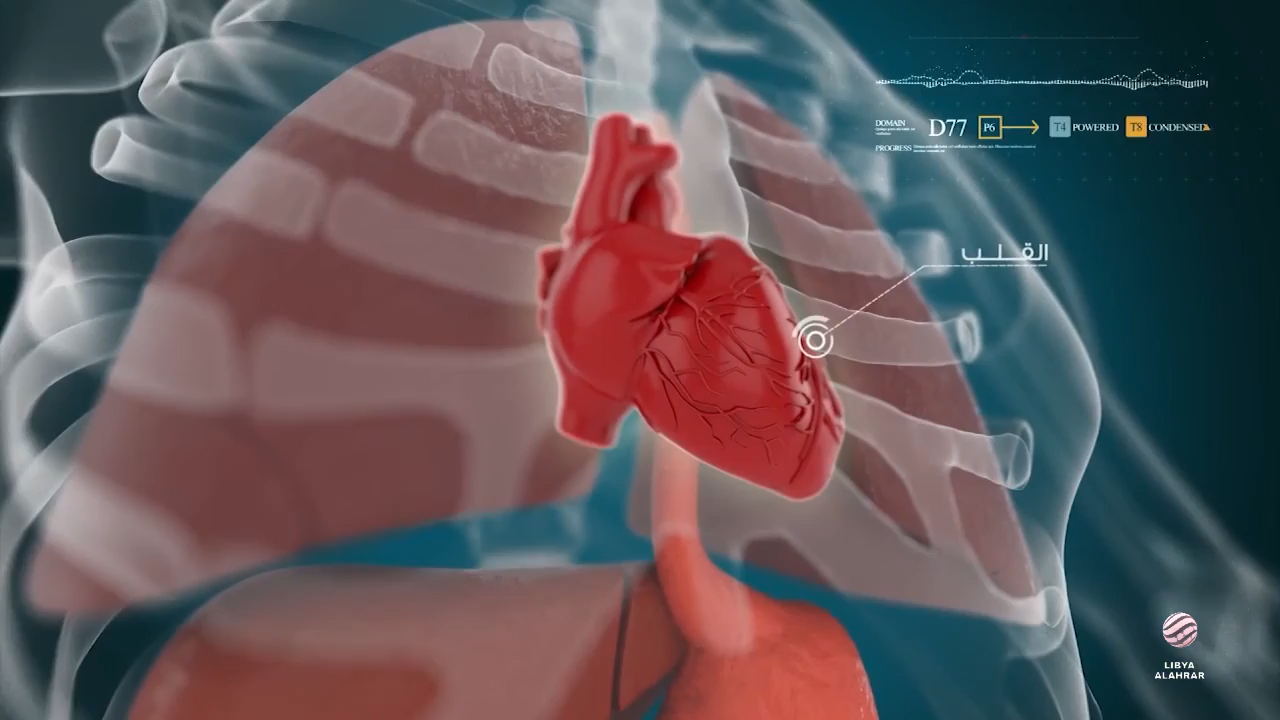 DOMAIN
D77
P6
T4 POWERED
T8 CONDENSED
PROGRESS
القلب
LIBYA
ALAHRAR